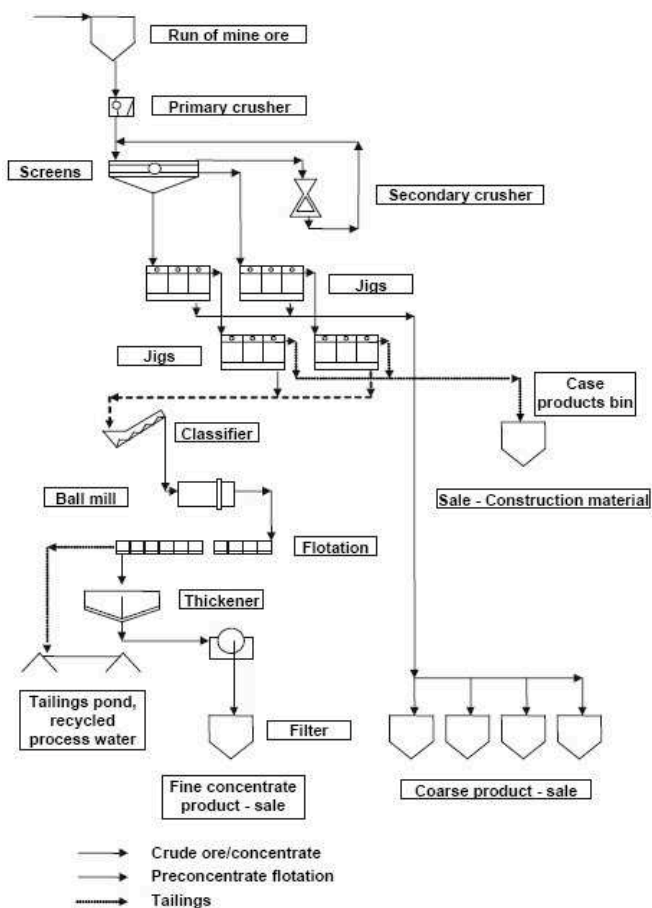 Run of mine ore
Primary crusher
Screens
Secondary crusher
Jigs
Jigs
Case
products bin
Classifier
Ball mill
Sale - Construction material
Flotation
Thickener
Tailings pond,
recycled
process water
Filter
Fine concentrate
product - sale
Coarse product - sale
Crude ore/concentrate
Preconcentrate flotation
Tailings